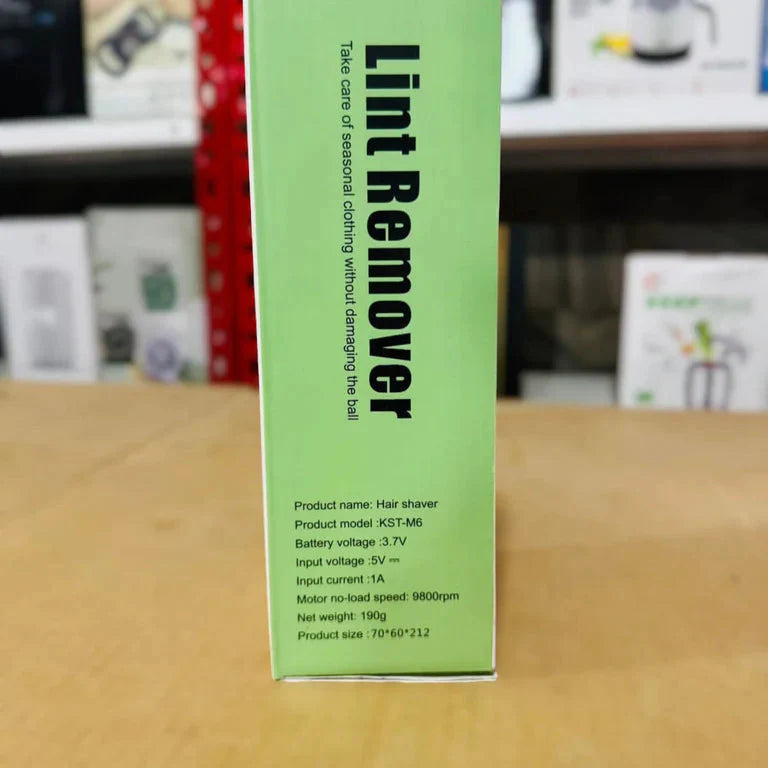 Lint Remover
Take care of seasonal clothing without damaging the ball
Product name: Hair shaver
Product model :KST-M6
Battery voltage :3.7V
Input voltage :5V ⎓
Input current :1A
Motor no-load speed: 9800rpm
Net weight: 190g
Product size :70*60*212